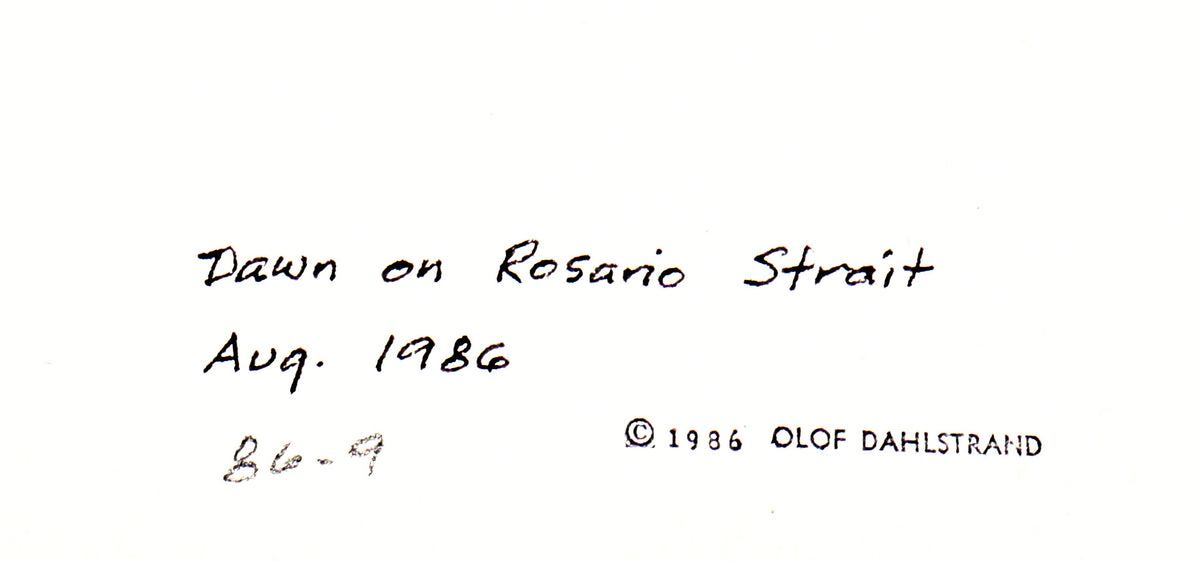 Dawn on Rosario Strait
Aug. 1986
86-9
© 1986 OLOF DAHLSTRAND